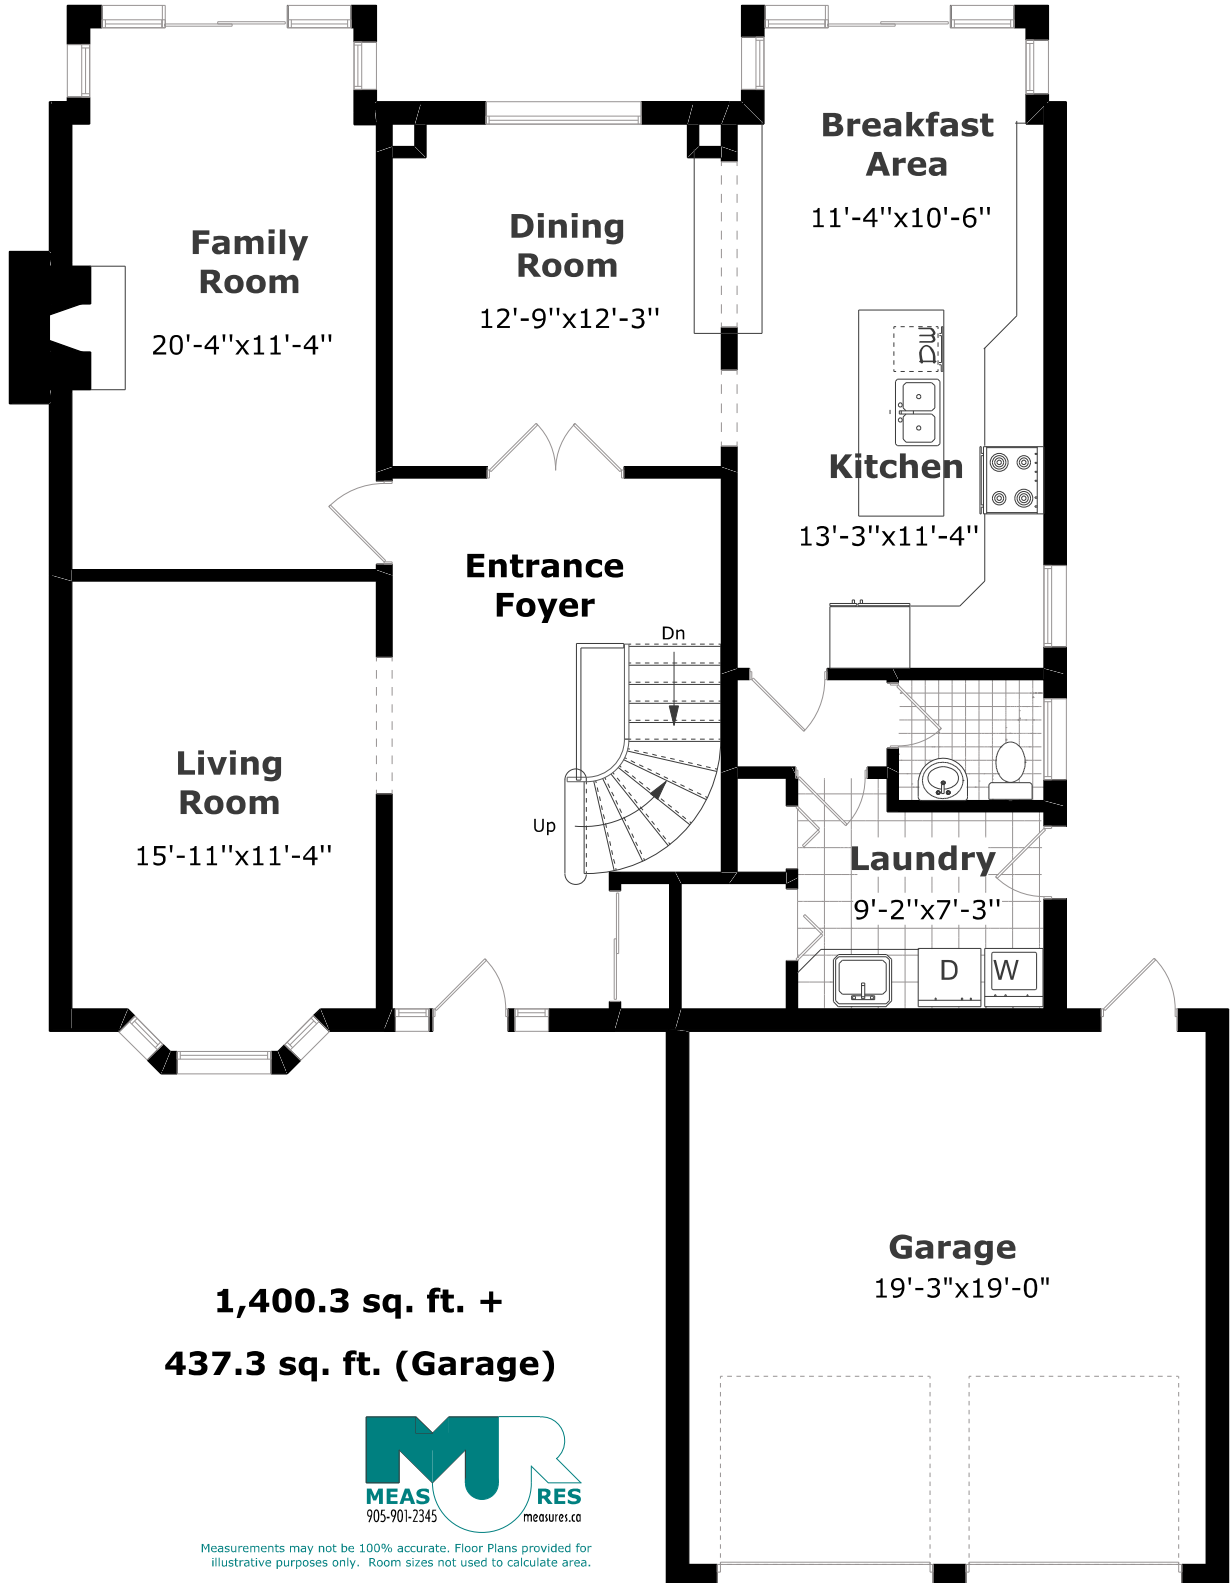 Breakfast
Area
11'-4"x10'-6"
Family
Room
20'-4"x11'-4"
Dining
Room
12'-9"x12'-3"
ma
Kitchen
13'-3"x11'-4"
Entrance
Foyer
Dn
Up
Living
Room
15'-11"x11'-4"
Laundry
9'-2"x7'-3"
D W
Garage
19'-3"x19'-0"
1,400.3 sq. ft. +
437.3 sq. ft. (Garage)
MUR
MEAS RES
905-901-2345 measures.ca
Measurements may not be 100% accurate. Floor Plans provided for
illustrative purposes only. Room sizes not used to calculate area.